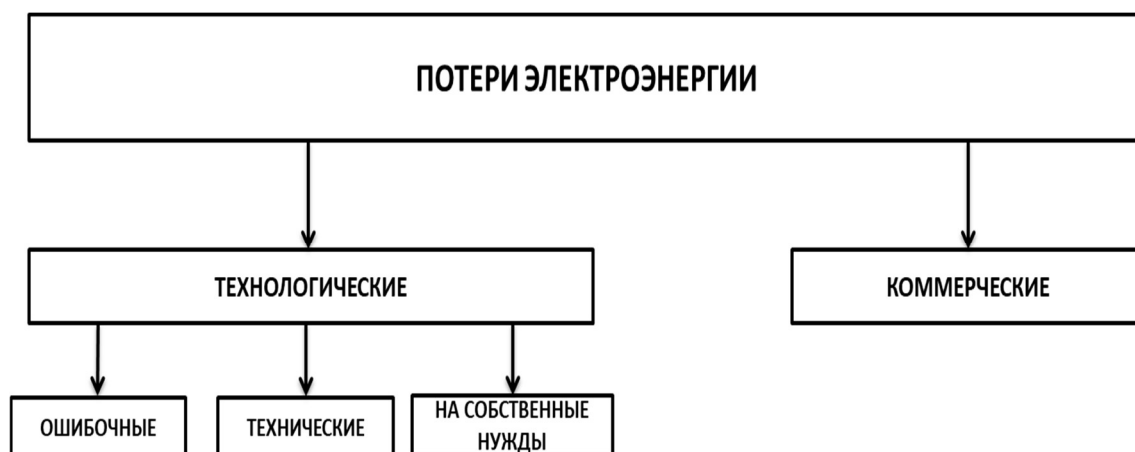 ПОТЕРИ ЭЛЕКТРОЭНЕРГИИ
ТЕХНОЛОГИЧЕСКИЕ
КОММЕРЧЕСКИЕ
ОШИБОЧНЫЕ
ТЕХНИЧЕСКИЕ
НА СОБСТВЕННЫЕ
НУЖДЫ